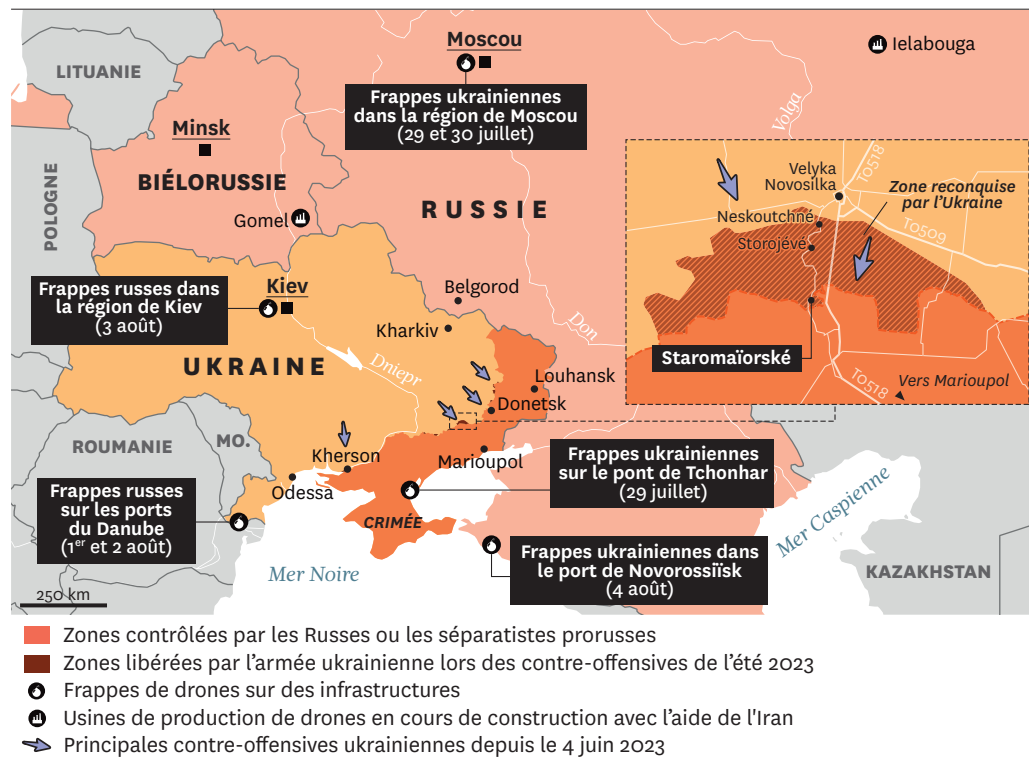 LITUANIE
Moscou
Ielabouga
Frappes ukrainiennes
dans la région de Moscou
(29 et 30 juillet)
Volga
Minsk
BIÉLORUSSIE
POLOGNE
Gomel
RUSSIE
Velyka
Novosilka
To518
Zone reconquise
par l'Ukraine
Neskoutchné
Storojévé
To509
Staromaïorské
To518
Vers Marioupol
Frappes russes dans
la région de Kiev
(3 août)
Kiev
Belgorod
Kharkiv
Don
UKRAINE
Dniepr
Louhansk
Donetsk
ROUMANIE
MO.
Kherson
Marioupol
Odessa
Frappes ukrainiennes
sur le pont de Tchonhar
(29 juillet)
Frappes russes
sur les ports
du Danube
(1er et 2 août)
CRIMÉE
Mer Noire
Frappes ukrainiennes dans
le port de Novorossiïsk
(4 août)
Mer Caspienne
KAZAKHSTAN
250 km
Zones contrôlées par les Russes ou les séparatistes prorusses
Zones libérées par l'armée ukrainienne lors des contre-offensives de l'été 2023
Frappes de drones sur des infrastructures
Usines de production de drones en cours de construction avec l'aide de l'Iran
Principales contre-offensives ukrainiennes depuis le 4 juin 2023